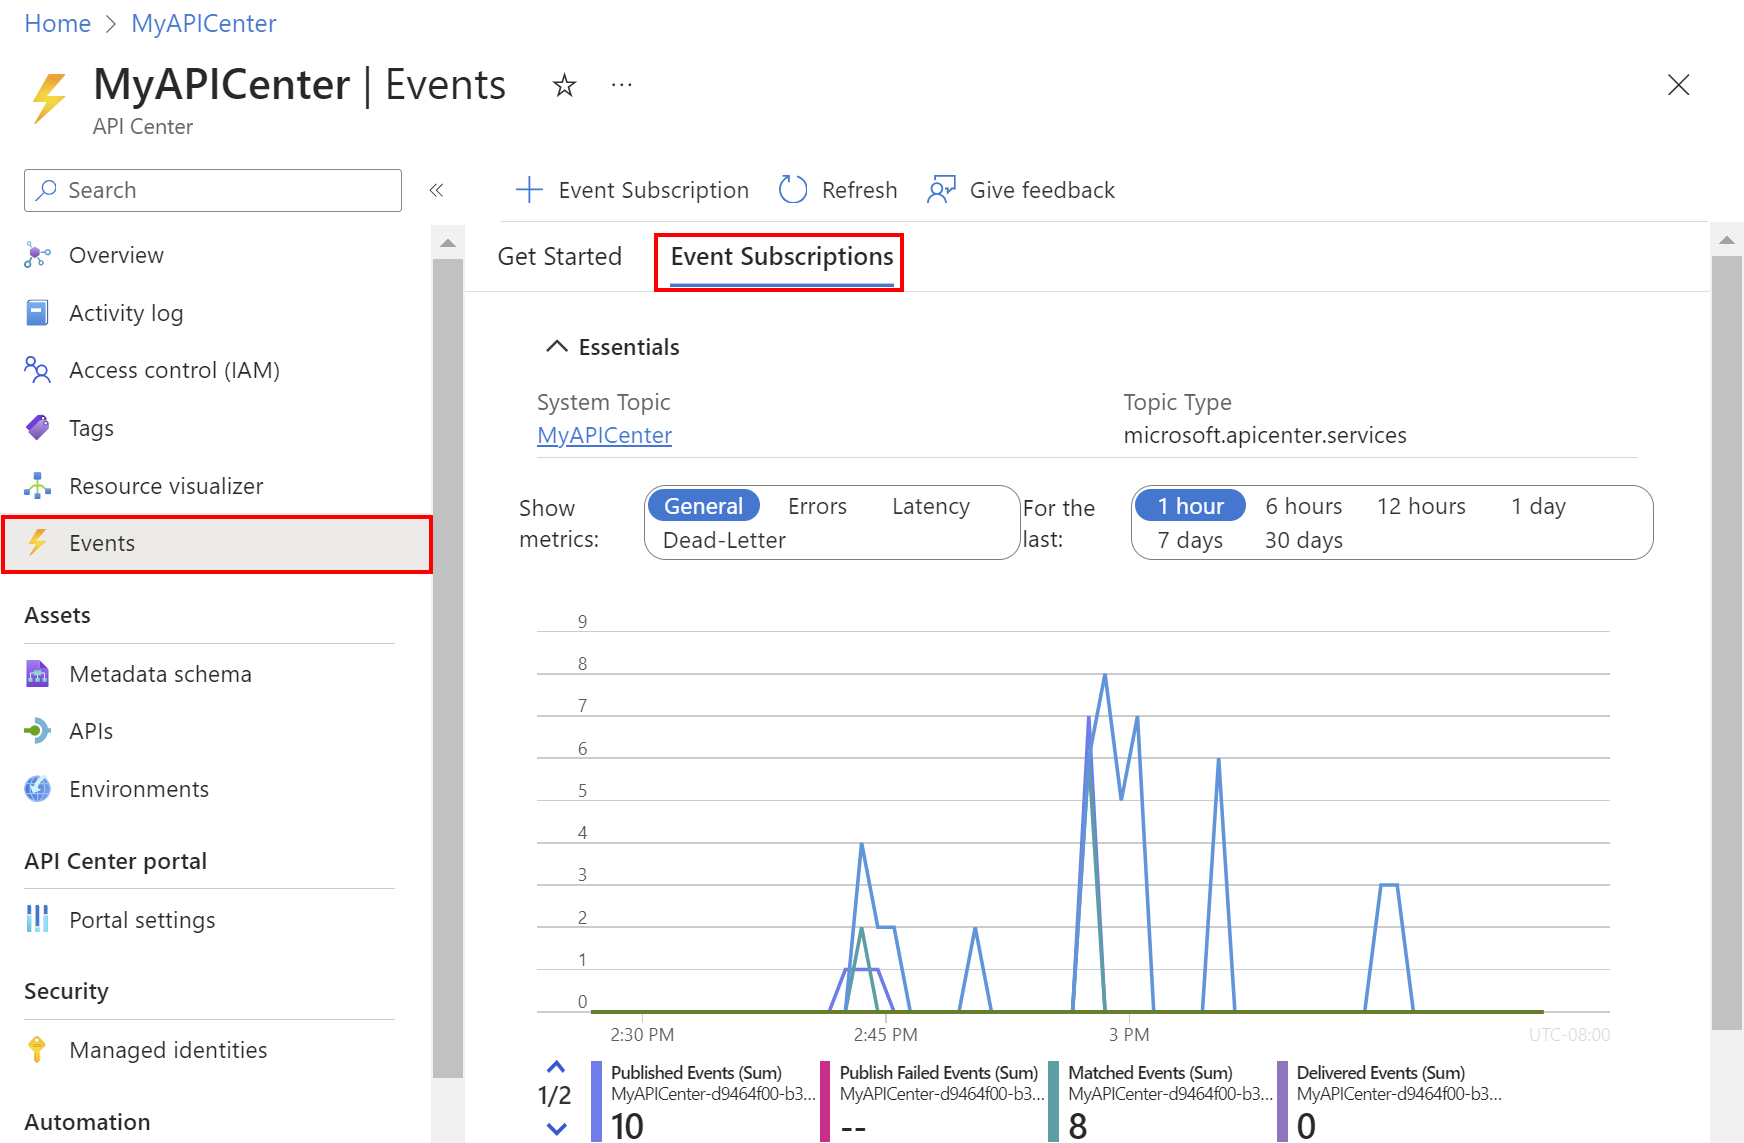 Home > MyAPICenter
MyAPICenter | Events
API Center
Search
Event Subscription
Refresh
Give feedback
Overview
Activity log
Access control (IAM)
Tags
Resource visualizer
Events
Assets
Metadata schema
APIs
Environments
API Center portal
Portal settings
Security
Managed identities
Automation
Get Started
Event Subscriptions
Essentials
System Topic
MyAPICenter
Topic Type
microsoft.apicenter.services
Show
metrics:
General Errors Latency
Dead-Letter
For the
last:
1 hour 6 hours 12 hours 1 day
7 days 30 days
9
8
7
6
5
4
3
2
1
0
2:30 PM 2:45 PM 3 PM UTC-08:00
1/2
Published Events (Sum)
MyAPICenter-d9464f00-b3...
10
Publish Failed Events (Sum)
MyAPICenter-d9464f00-b3...
--
Matched Events (Sum)
MyAPICenter-d9464f00-b3...
8
Delivered Events (Sum)
MyAPICenter-d9464f00-b3...
0